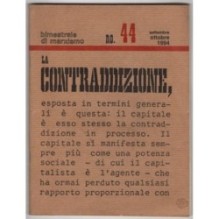 bimestrale
di marxismo
no. 44
settembre
ottobre
1994
LA
CONTRADDIZIONE,
esposta in termini genera-
li è questa: il capitale
è esso stesso la contrad-
dizione in processo. Il
capitale si manifesta sem-
pre più come una potenza
sociale - di cui il capi-
talista è l'agente - che
ha ormai perduto qualsiasi
rapporto proporzionale con